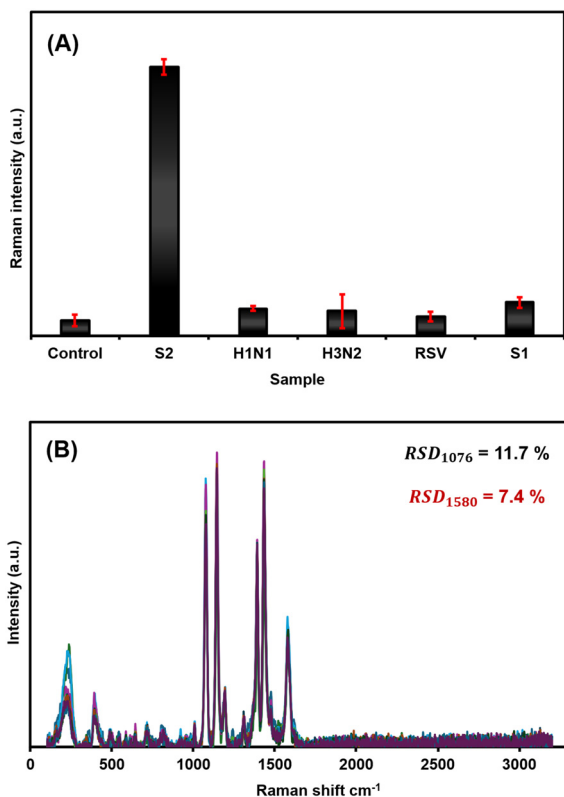 (A)
Raman intensity (a.u.)
Control S2 H1N1 H3N2 RSV S1
Sample
(B)
RSD1076 = 11.7 %
RSD1580 = 7.4 %
Intensity (a.u.)
0 500 1000 1500 2000 2500 3000
Raman shift cm-1